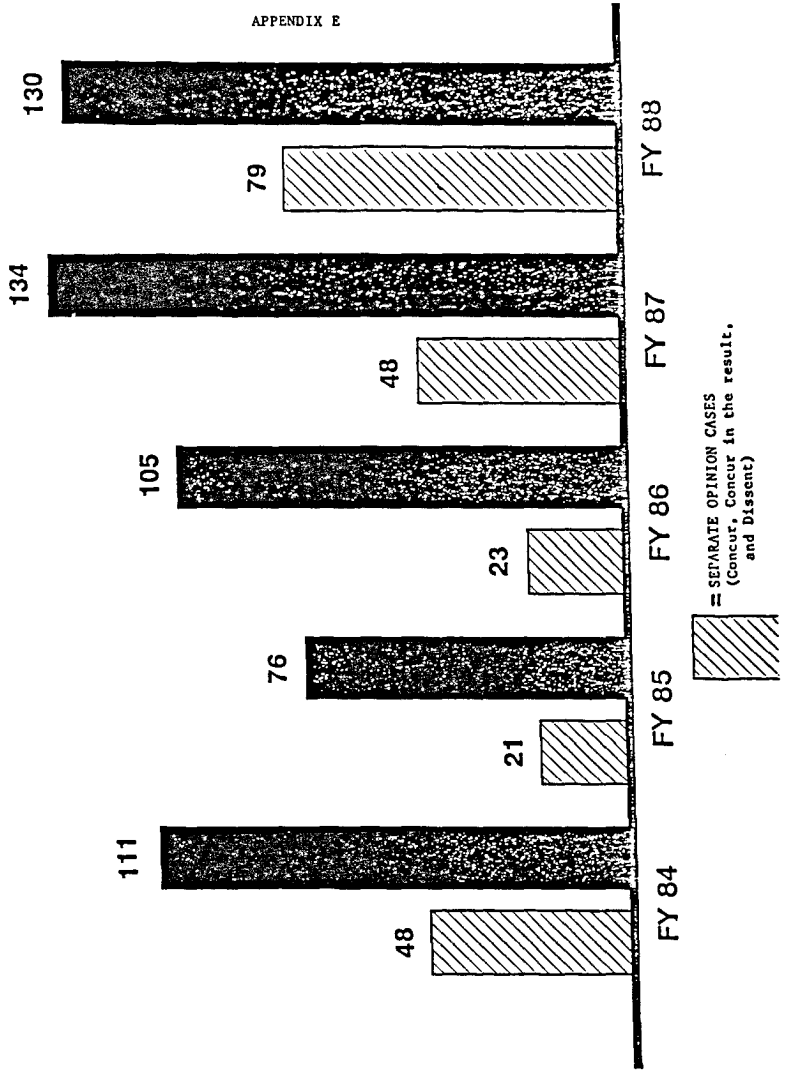 APPENDIX E
48
111
FY 84
21
76
FY 85
23
105
FY 86
48
134
FY 87
79
130
FY 88
= SEPARATE OPINION CASES
(Concur, Concur in the result,
and Dissent)